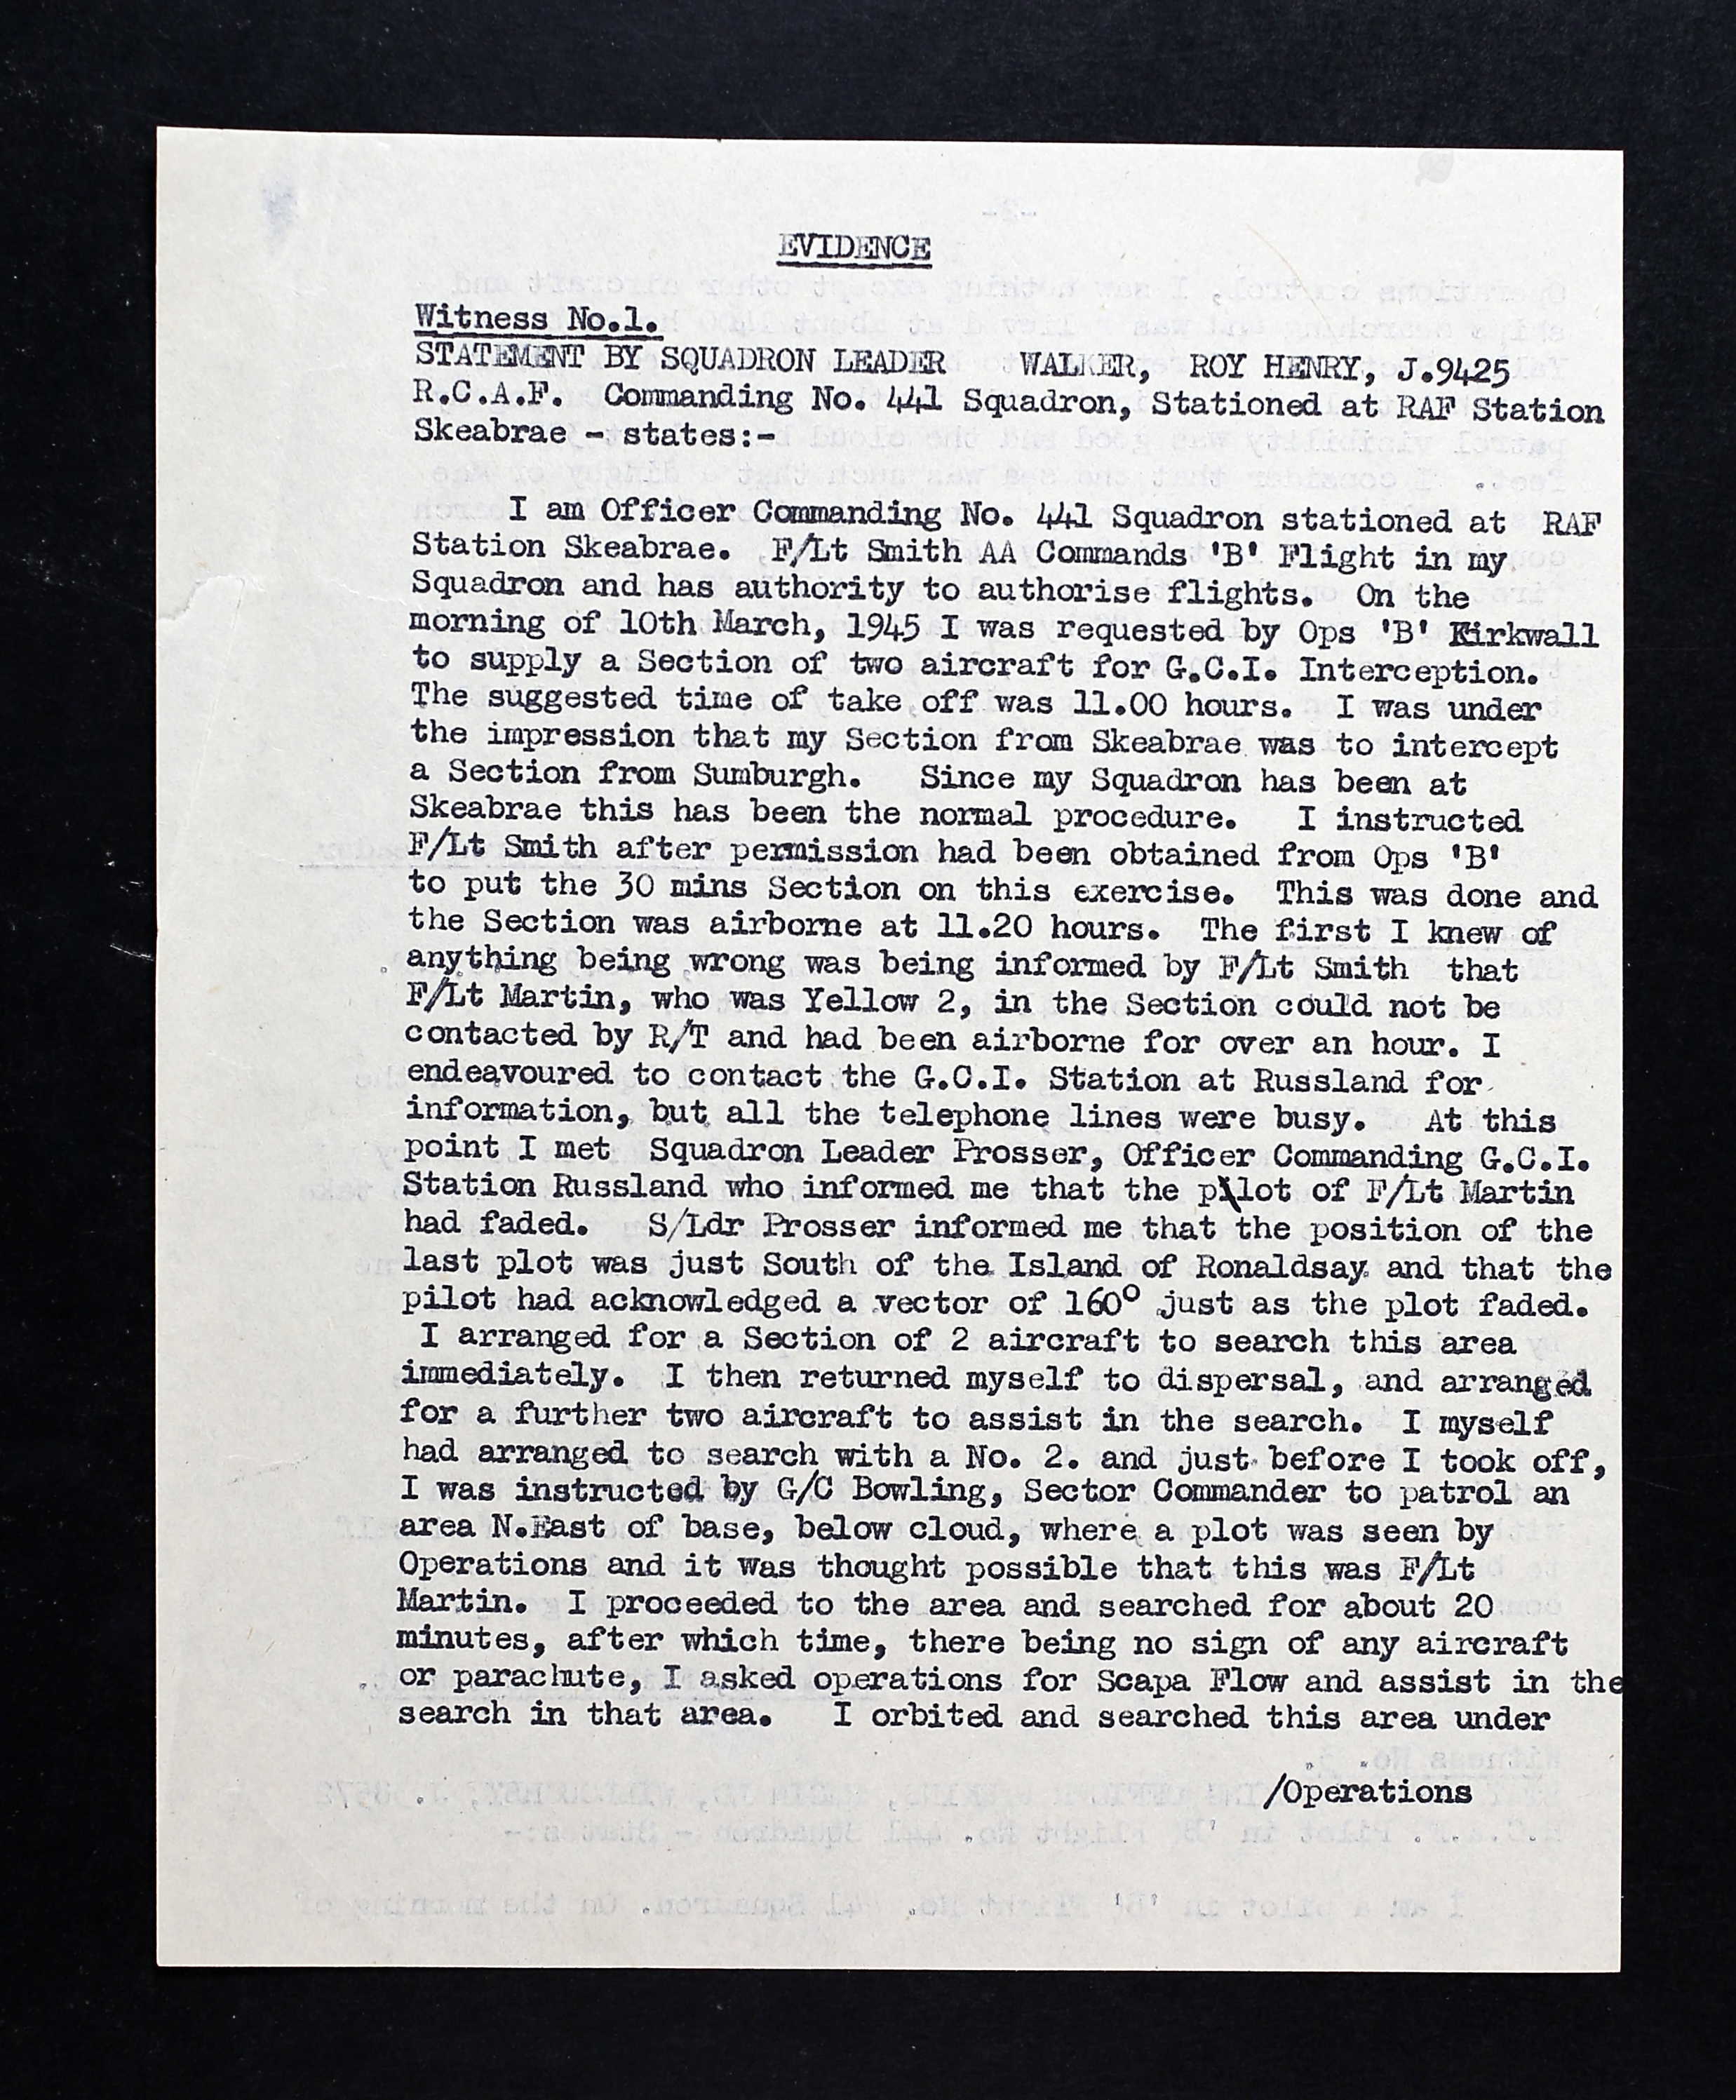 EVIDENCE
Witness No.1.
STATEMENT BY SQUADRON LEADER WALKER, ROY HENRY, J.9425
R.C.A.F. Commanding No. 441 Squadron, Stationed at RAF Station
Skeabrae - states:-
I am Officer Commanding No. 441 Squadron stationed at RAF
Station Skeabrae. F/Lt Smith AA Commands 'B' Flight in my
Squadron and has authority to authorise flights. On the
morning of 10th March, 1945 I was requested by Ops 'B' Kirkwall
to supply a Section of two aircraft for G.C.I. Interception.
The suggested time of take off was 11.00 hours. I was under
the impression that my Section from Skeabrae was to intercept
a Section from Sumburgh. Since my Squadron has been at
Skeabrae this has been the normal procedure. I instructed
F/Lt Smith after permission had been obtained from Ops 'B'
to put the 30 mins Section on this exercise. This was done and
the Section was airborne at 11.20 hours. The first I knew of
anything being wrong was being informed by F/Lt Smith that
F/Lt Martin, who was Yellow 2, in the Section could not be
contacted by R/T and had been airborne for over an hour. I
endeavoured to contact the G.C.I. Station at Russland for
information, but all the telephone lines were busy. At this
point I met Squadron Leader Prosser, Officer Commanding G.C.I.
Station Russland who informed me that the plot of F/Lt Martin
had faded. S/Ldr Prosser informed me that the position of the
last plot was just South of the Island of Ronaldsay and that the
pilot had acknowledged a vector of 160° just as the plot faded.
I arranged for a Section of 2 aircraft to search this area
immediately. I then returned myself to dispersal, and arranged
for a further two aircraft to assist in the search. I myself
had arranged to search with a No. 2. and just before I took off,
I was instructed by G/C Bowling, Sector Commander to patrol an
area N.East of base, below cloud, where a plot was seen by
Operations and it was thought possible that this was F/Lt
Martin. I proceeded to the area and searched for about 20
minutes, after which time, there being no sign of any aircraft
or parachute, I asked operations for Scapa Flow and assist in the
search in that area. I orbited and searched this area under
/Operations